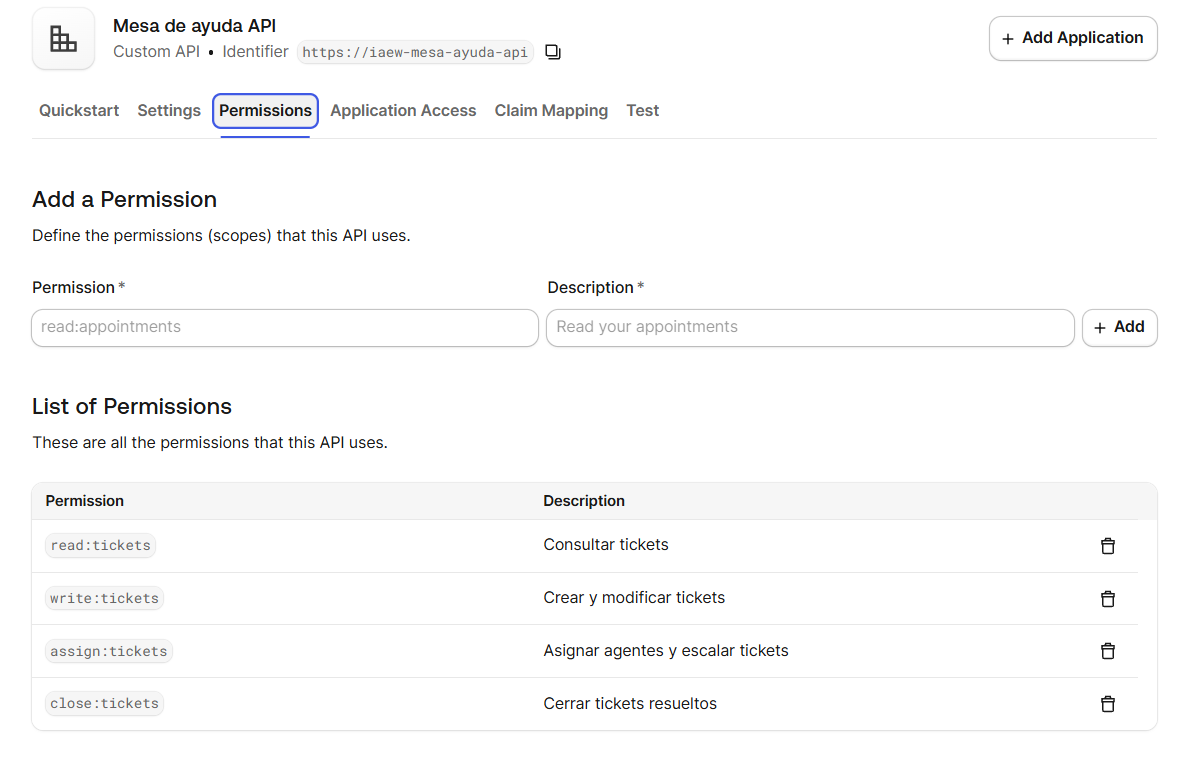 Mesa de ayuda API
Custom API • Identifier https://iaew-mesa-ayuda-api
+ Add Application
Quickstart Settings Permissions Application Access Claim Mapping Test
Add a Permission
Define the permissions (scopes) that this API uses.
Permission * Description *
read:appointments Read your appointments + Add
List of Permissions
These are all the permissions that this API uses.
Permission Description
read:tickets Consultar tickets
write:tickets Crear y modificar tickets
assign:tickets Asignar agentes y escalar tickets
close:tickets Cerrar tickets resueltos